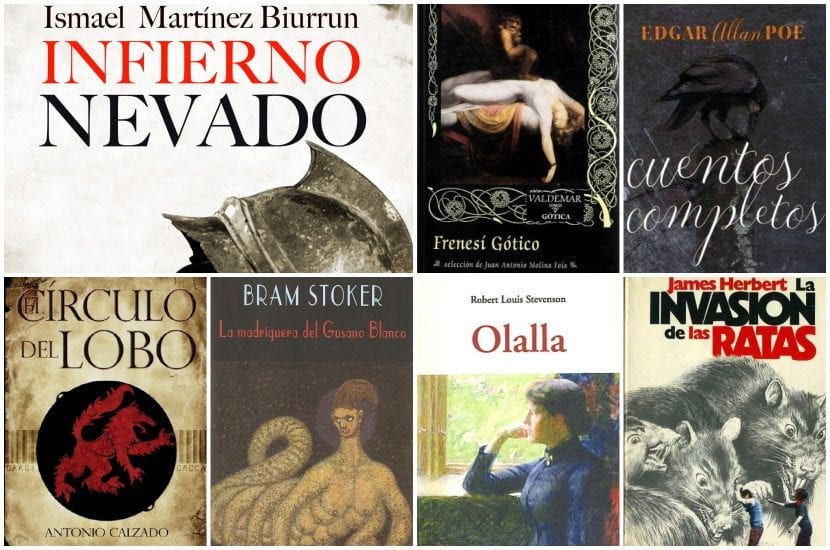 Ismael Martínez Biurrun
INFIERNO
NEVADO
VALDEMAR
GÓTICA
Frenesí Gótico
selección de Juan Antonio Molina Foix
EDGAR Allan POE
cuentos
completos
EL
CÍRCULO
DEL LOBO
ANTONIO CALZADO
BRAM STOKER
La madriguera del Gusano Blanco
Robert Louis Stevenson
Olalla
James Herbert La
INVASION
de las RATAS